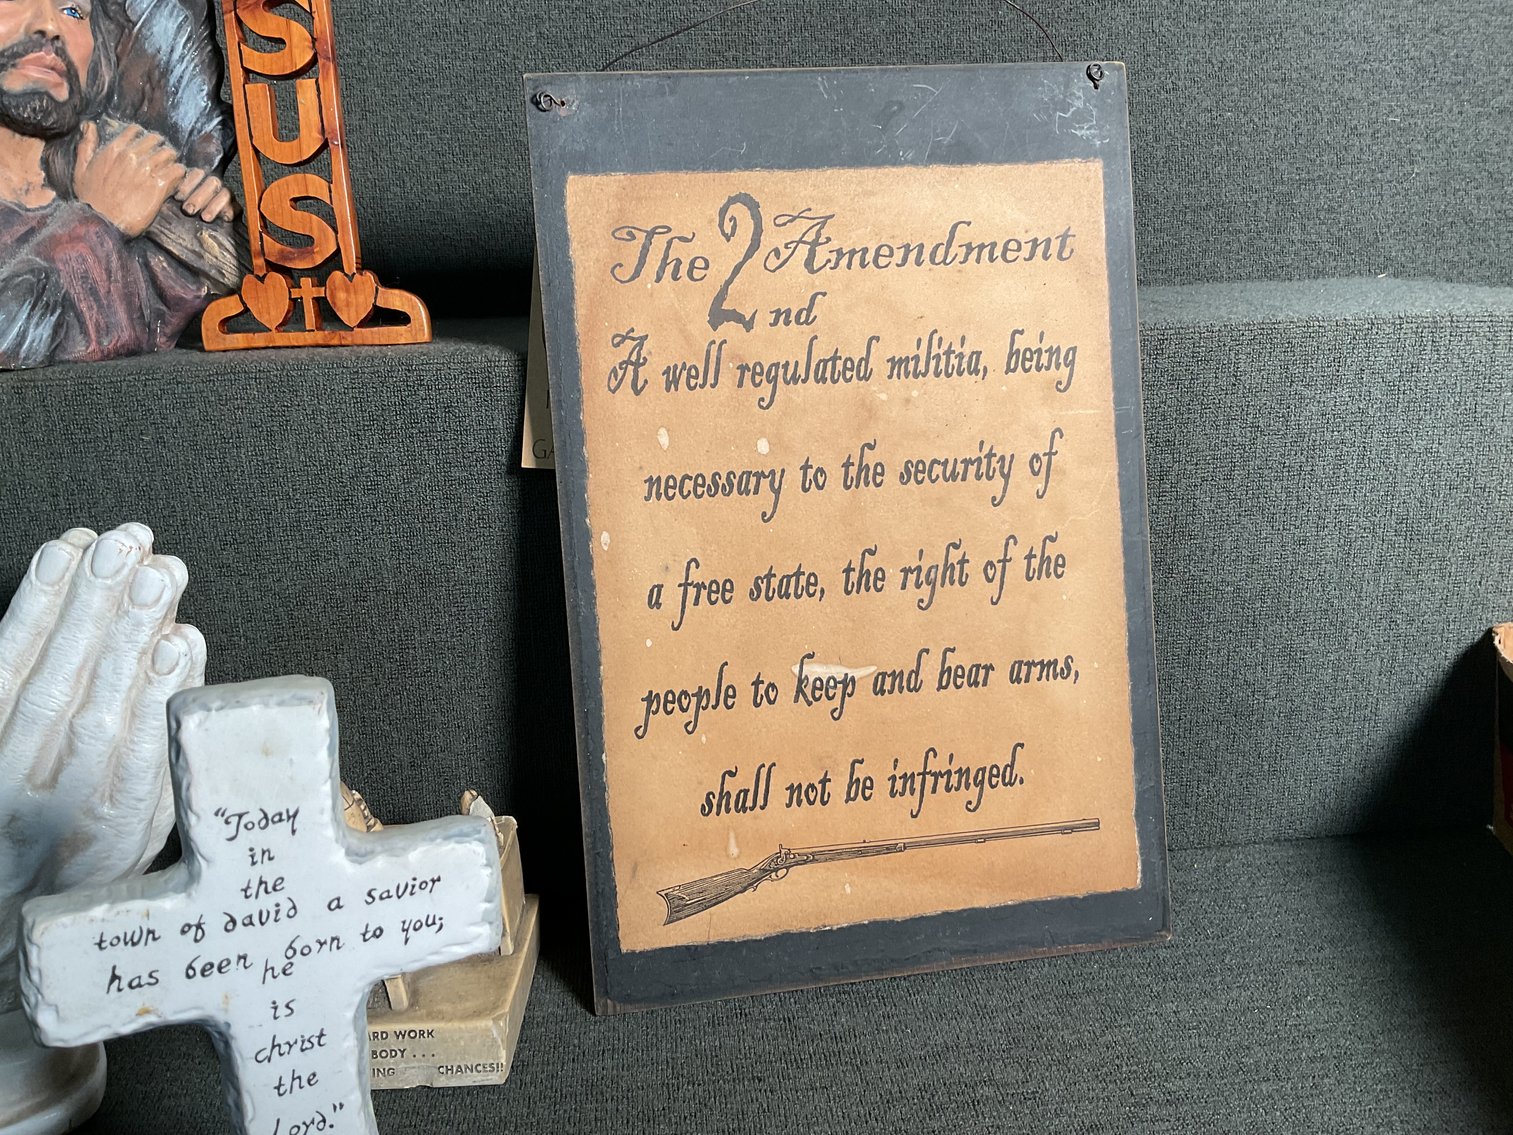 SUS
The 2nd Amendment
A well regulated militia, being
necessary to the security of
a free state, the right of the
people to keep and bear arms,
shall not be infringed.
"Today
in
the
town of david a savior
has been born to you;
he
is
christ
the
Lord."
WORK
BODY . . .
CHANCES!!